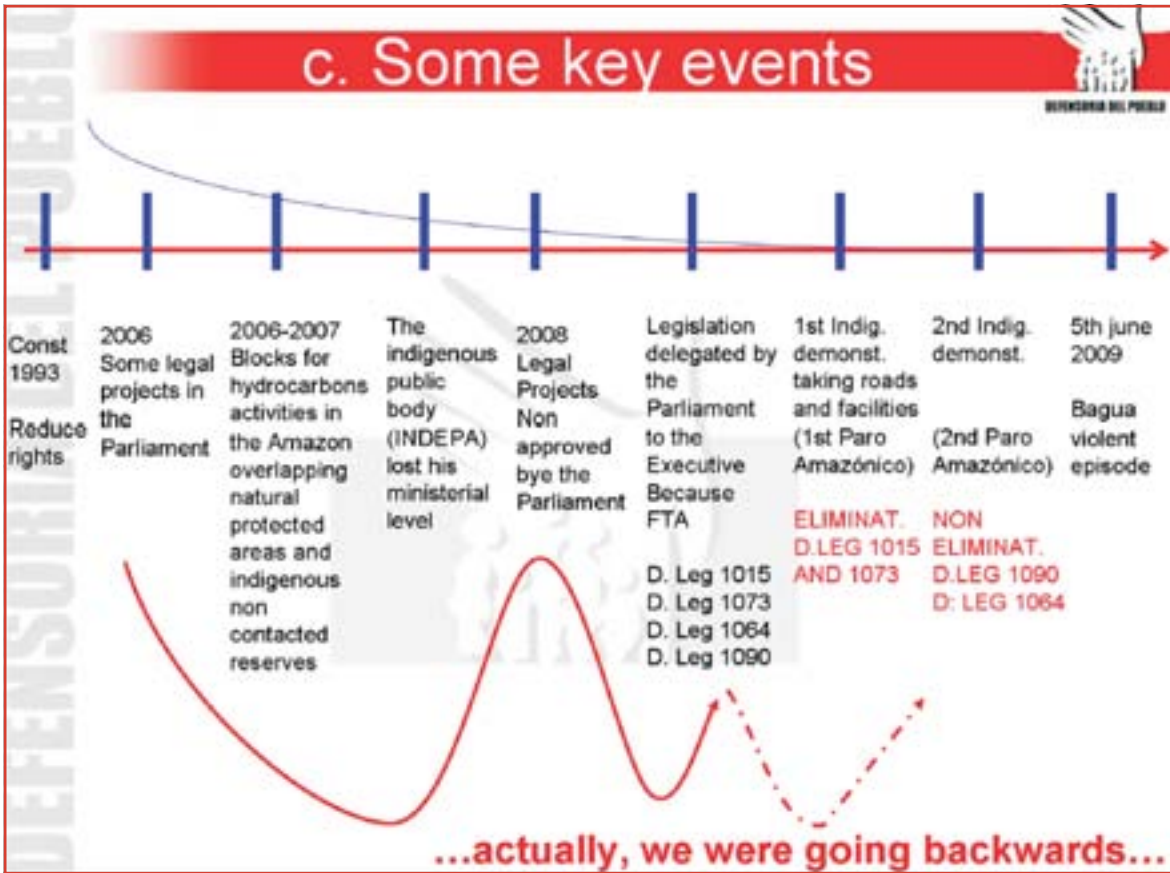 DEFENSORIA DEL PUEBLO
c. Some key events
DEFENSORIA DEL PUEBLO
Const
1993
Reduce
rights
2006
Some legal
projects in
the
Parliament
2006-2007
Blocks for
hydrocarbons
activities in
the Amazon
overlapping
natural
protected
areas and
indigenous
non
contacted
reserves
The
indigenous
public
body
(INDEPA)
lost his
ministerial
level
2008
Legal
Projects
Non
approved
bye the
Parliament
Legislation
delegated by
the
Parliament
to the
Executive
Because
FTA
D. Leg 1015
D. Leg 1073
D. Leg 1064
D. Leg 1090
1st Indig.
demonst.
taking roads
and facilities
(1st Paro
Amazónico)
ELIMINAT.
D.LEG 1015
AND 1073
2nd Indig.
demonst.
(2nd Paro
Amazónico)
NON
ELIMINAT.
D.LEG 1090
D: LEG 1064
5th june
2009
Bagua
violent
episode
...actually, we were going backwards...